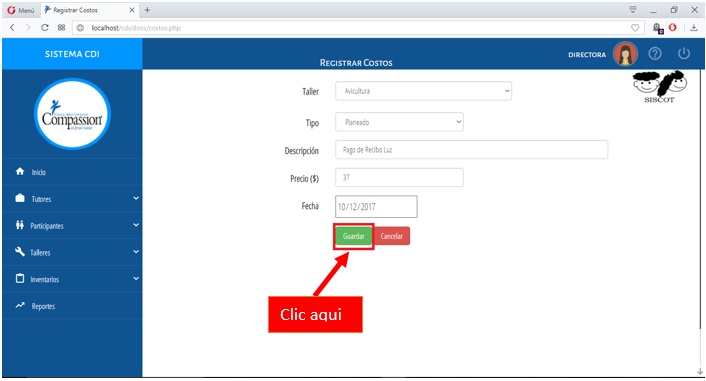 Menú
Registrar Costos
localhost/cdi/docs/costos.php
SISTEMA CDI
DIRECTORA
REGISTRAR COSTOS
SISCOT
Compassion
Taller
Avicultura
Tipo
Planeado
Descripción
Pago de Recibo Luz
Precio ($)
37
Fecha
10/12/2017
Guardar
Cancelar
Clic aqui
Inicio
Tutores
Participantes
Talleres
Inventarios
Reportes